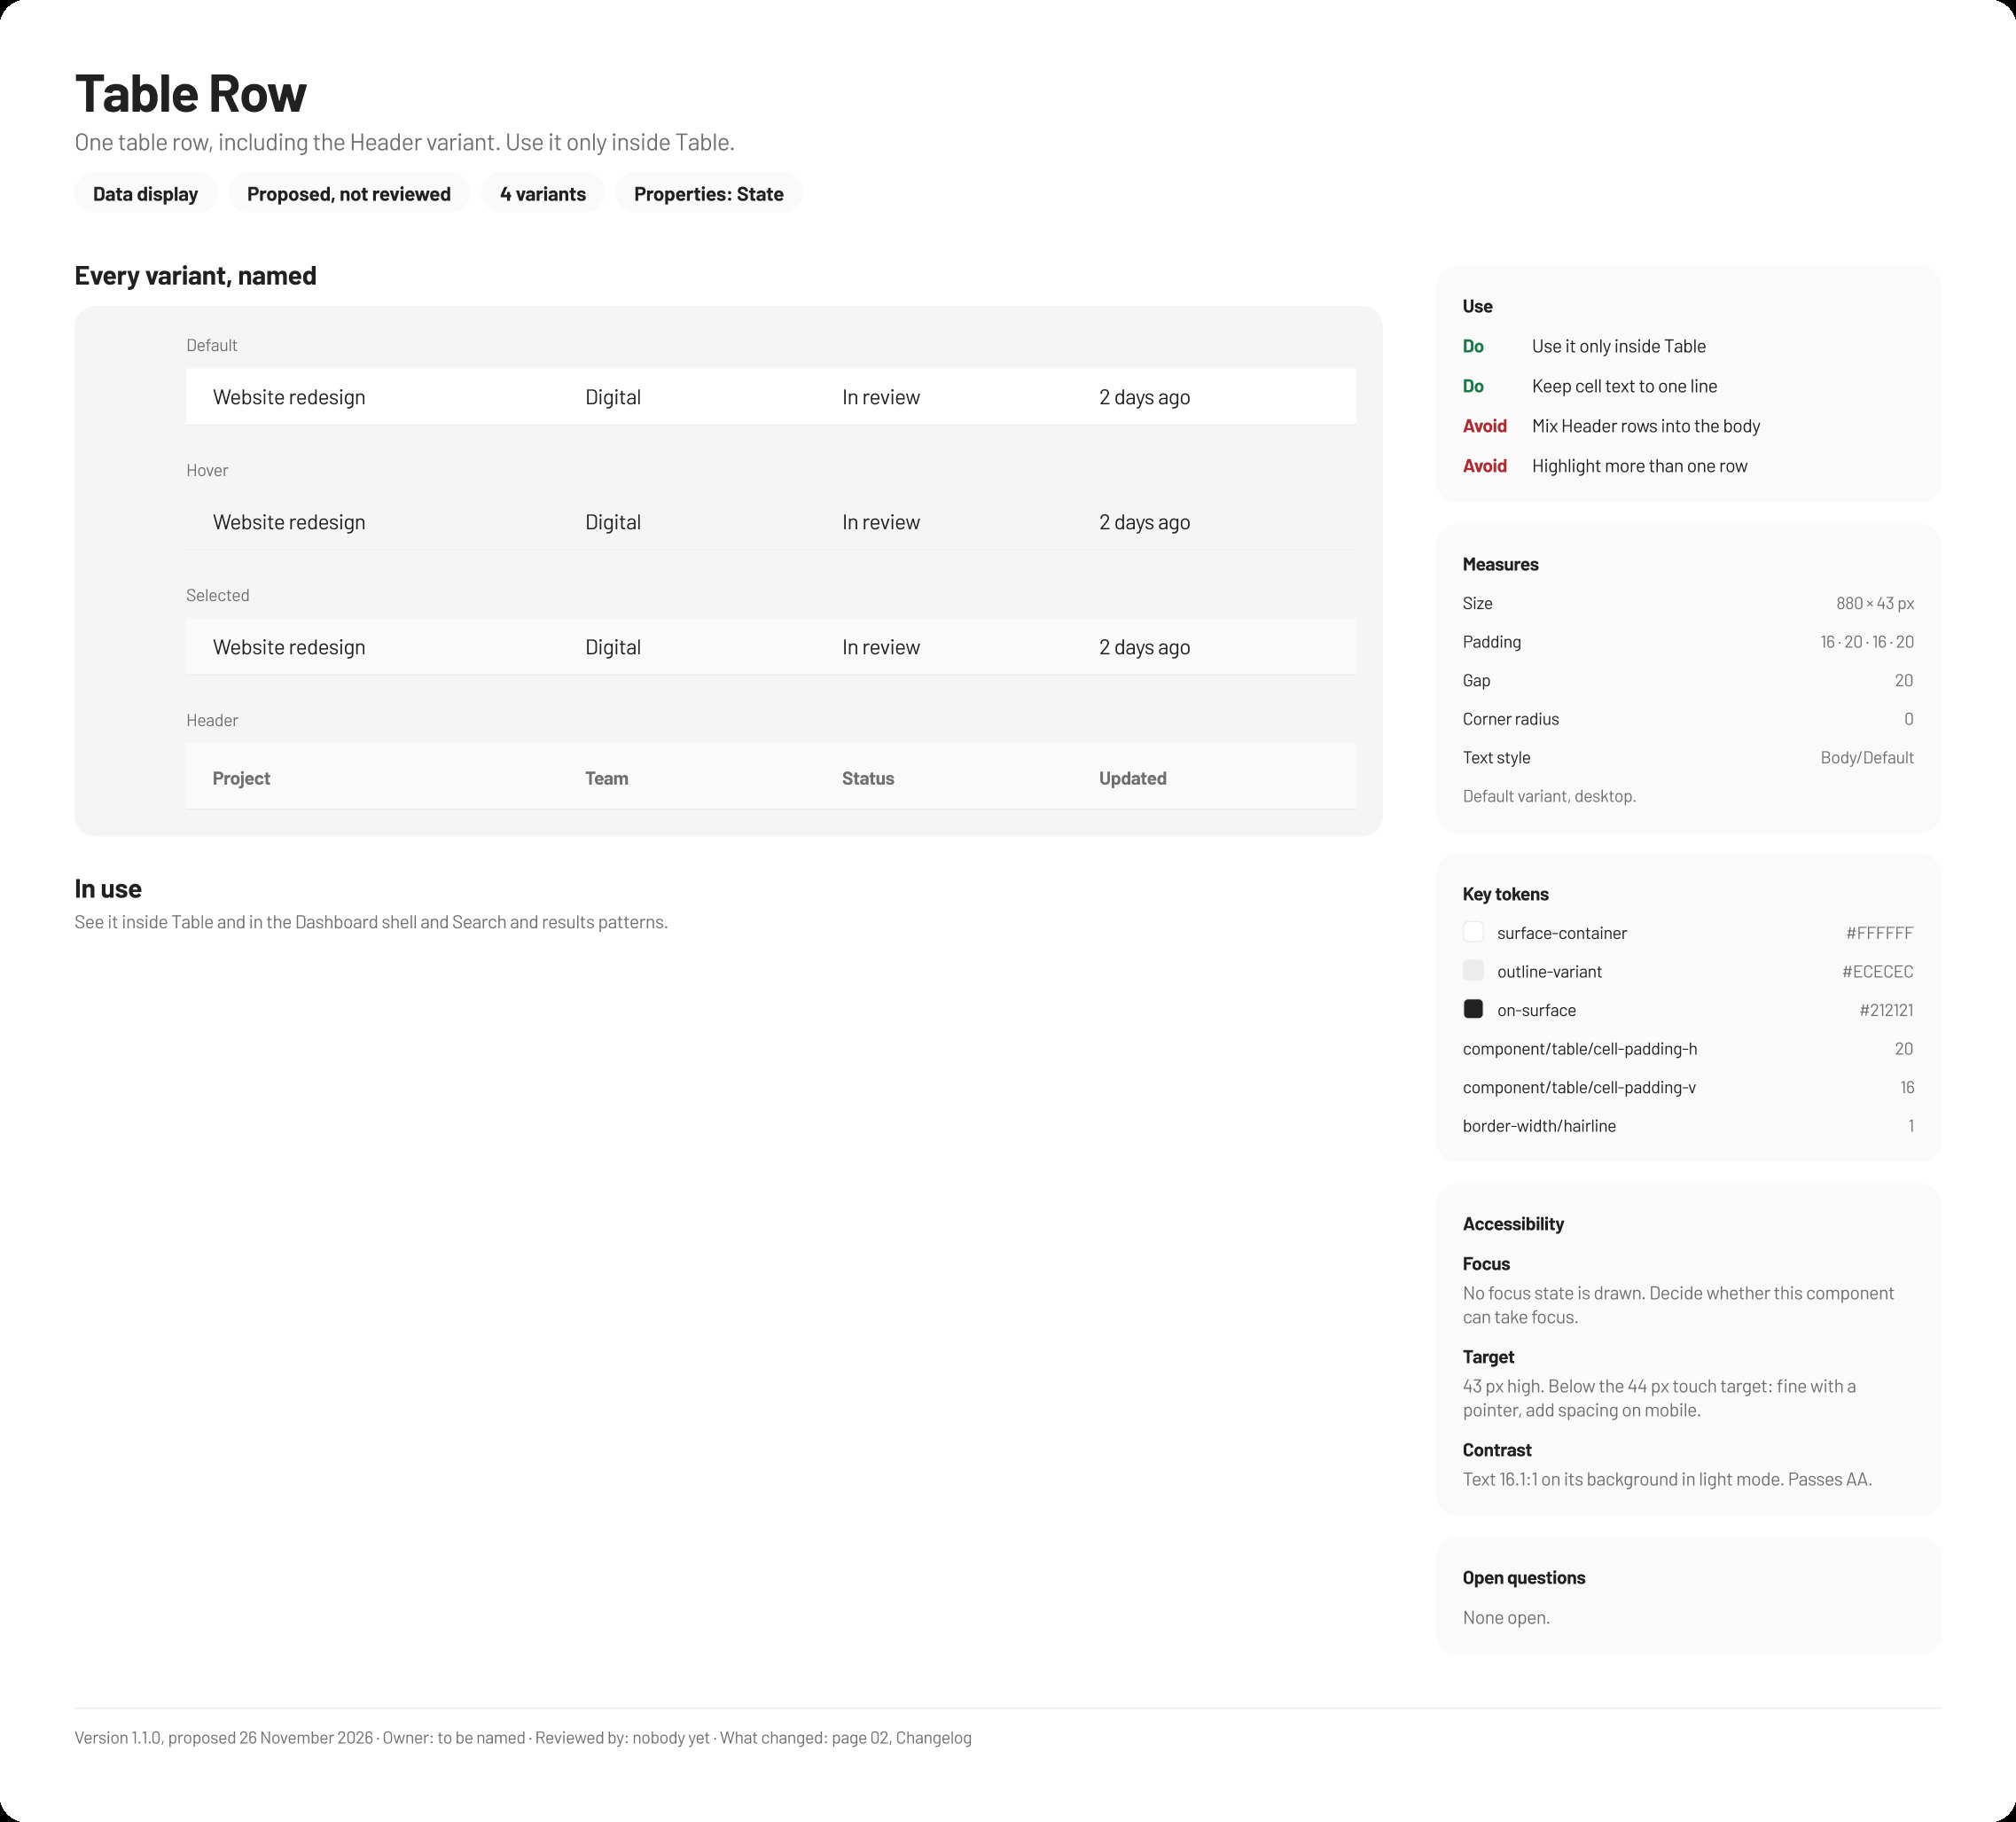 Table Row
One table row, including the Header variant. Use it only inside Table.
Data display
Proposed, not reviewed
4 variants
Properties: State
Every variant, named
Default
Website redesign Digital In review 2 days ago
Hover
Website redesign Digital In review 2 days ago
Selected
Website redesign Digital In review 2 days ago
Header
Project Team Status Updated
In use
See it inside Table and in the Dashboard shell and Search and results patterns.
Use
Do Use it only inside Table
Do Keep cell text to one line
Avoid Mix Header rows into the body
Avoid Highlight more than one row
Measures
Size 880 × 43 px
Padding 16 · 20 · 16 · 20
Gap 20
Corner radius 0
Text style Body/Default
Default variant, desktop.
Key tokens
surface-container #FFFFFF
outline-variant #ECECEC
on-surface #212121
component/table/cell-padding-h 20
component/table/cell-padding-v 16
border-width/hairline 1
Accessibility
Focus
No focus state is drawn. Decide whether this component
can take focus.
Target
43 px high. Below the 44 px touch target: fine with a
pointer, add spacing on mobile.
Contrast
Text 16.1:1 on its background in light mode. Passes AA.
Open questions
None open.
Version 1.1.0, proposed 26 November 2026 · Owner: to be named · Reviewed by: nobody yet · What changed: page 02, Changelog